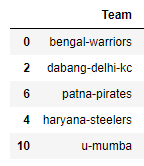 Team
0 bengal-warriors
2 dabang-delhi-kc
6 patna-pirates
4 haryana-steelers
10 u-mumba